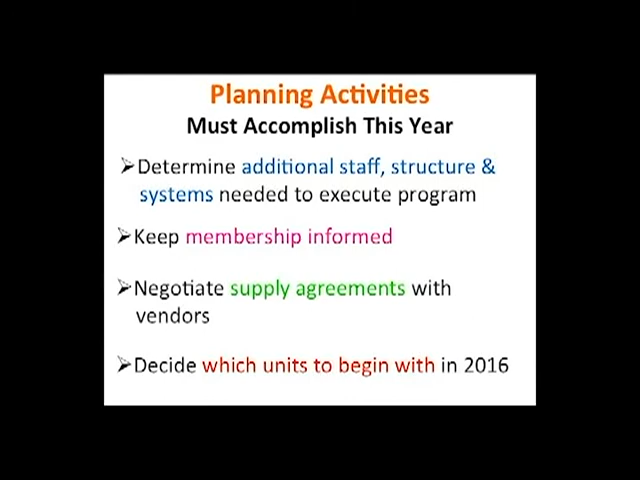 Planning Activities
Must Accomplish This Year
➢Determine additional staff, structure &
systems needed to execute program
➢Keep membership informed
➢Negotiate supply agreements with
vendors
➢Decide which units to begin with in 2016